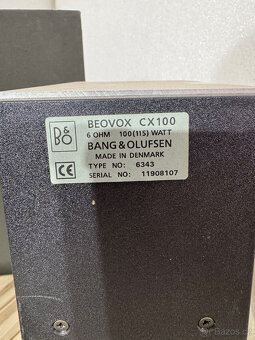 B&O
BEOVOX CX100
6 OHM 100(115) WATT
BANG & OLUFSEN
MADE IN DENMARK
TYPE NO: 6343
CE SERIAL NO: 11908107